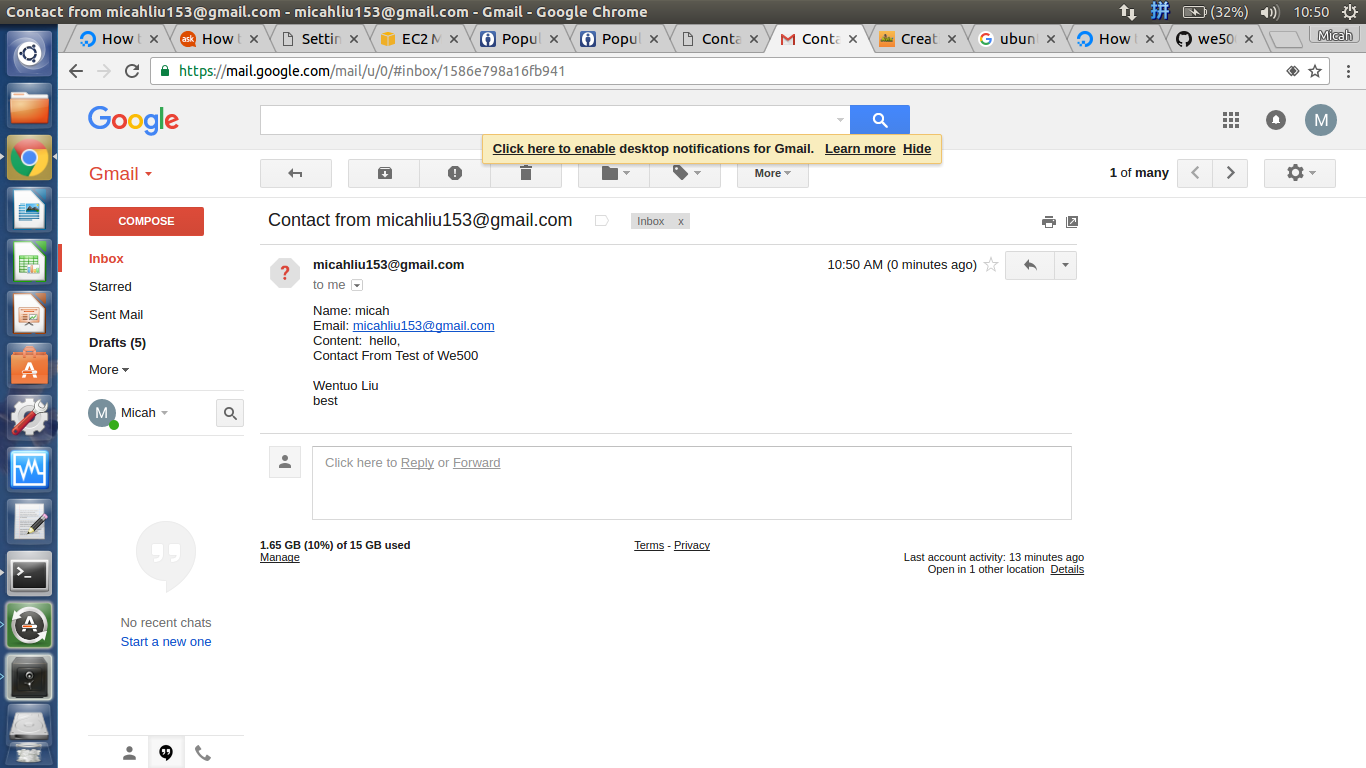 Contact from micahliu153@gmail.com - micahliu153@gmail.com - Gmail - Google Chrome
拼 (32%) 10:50
How t
ask How t
Settin
EC2 M
Popul
Popul
Conta
Conta
Creat
ubun
How t
we50
Micah
https://mail.google.com/mail/u/0/#inbox/1586e798a16fb941
Google
M
Click here to enable desktop notifications for Gmail. Learn more Hide
Gmail
More
1 of many
COMPOSE
Contact from micahliu153@gmail.com
Inbox x
Inbox
Starred
Sent Mail
Drafts (5)
More
M Micah
? micahliu153@gmail.com
10:50 AM (0 minutes ago)
to me
Name: micah
Email: micahliu153@gmail.com
Content: hello,
Contact From Test of We500
Wentuo Liu
best
Click here to Reply or Forward
1.65 GB (10%) of 15 GB used
Manage
Terms - Privacy
Last account activity: 13 minutes ago
Open in 1 other location Details
No recent chats
Start a new one